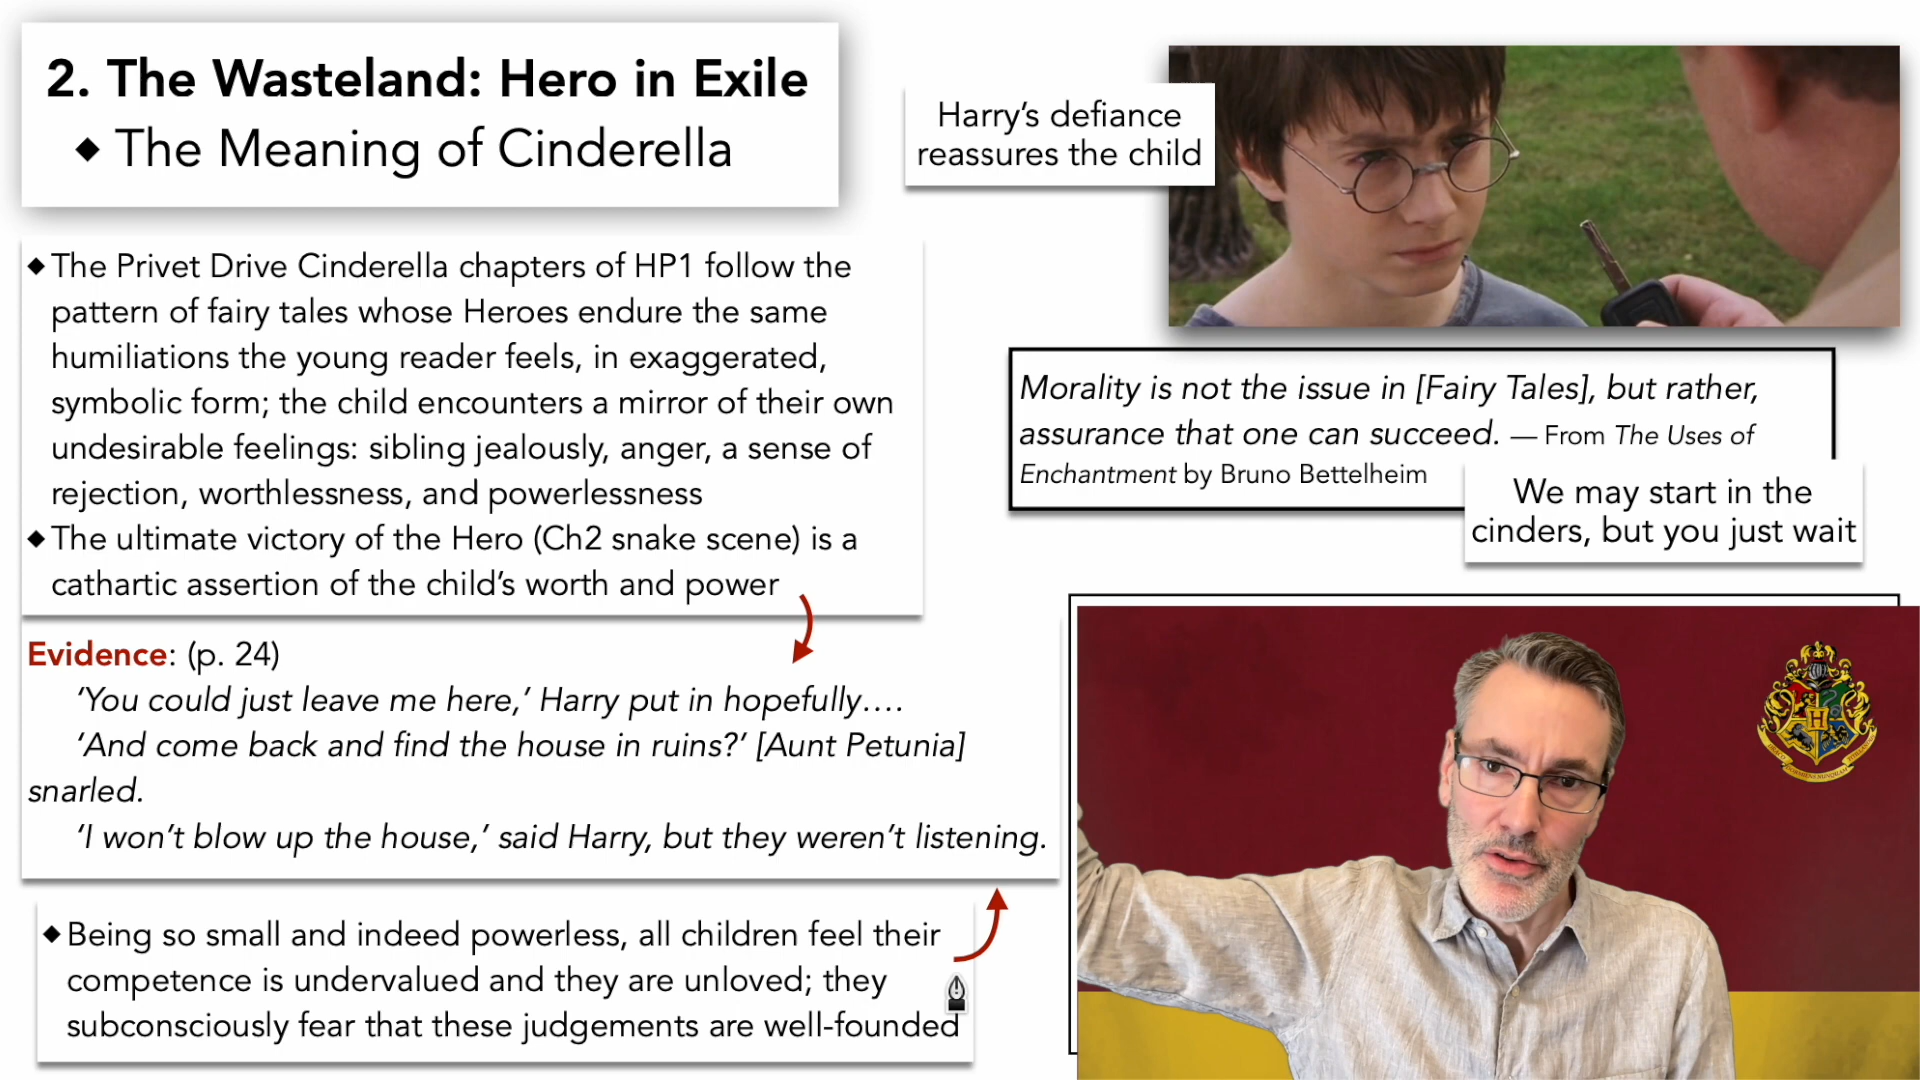 2. The Wasteland: Hero in Exile
◆ The Meaning of Cinderella
◆ The Privet Drive Cinderella chapters of HP1 follow the
pattern of fairy tales whose Heroes endure the same
humiliations the young reader feels, in exaggerated,
symbolic form; the child encounters a mirror of their own
undesirable feelings: sibling jealously, anger, a sense of
rejection, worthlessness, and powerlessness
◆ The ultimate victory of the Hero (Ch2 snake scene) is a
cathartic assertion of the child’s worth and power
Evidence: (p. 24)
‘You could just leave me here,’ Harry put in hopefully….
‘And come back and find the house in ruins?’ [Aunt Petunia]
snarled.
‘I won’t blow up the house,’ said Harry, but they weren’t listening.
◆ Being so small and indeed powerless, all children feel their
competence is undervalued and they are unloved; they
subconsciously fear that these judgements are well-founded
Harry’s defiance
reassures the child
Morality is not the issue in [Fairy Tales], but rather,
assurance that one can succeed. — From The Uses of
Enchantment by Bruno Bettelheim
We may start in the
cinders, but you just wait
H